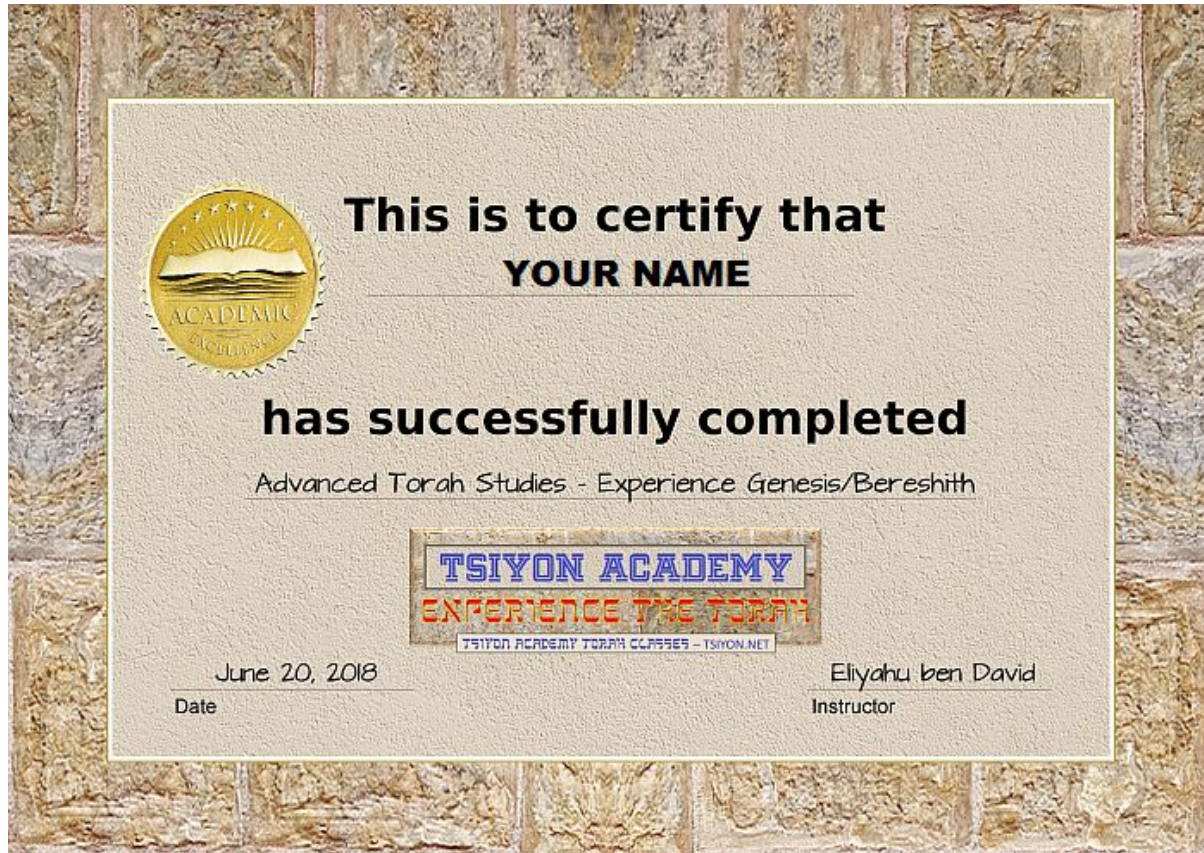 This is to certify that
YOUR NAME
ACADEMIC
EXCELLENCE
has successfully completed
Advanced Torah Studies - Experience Genesis/Bereshith
TSIYON ACADEMY
EXPERIENCE THE TORAH
TSIYON ACADEMY TORAH CLASSES – TSIYON.NET
June 20, 2018
Eliyahu ben David
Date
Instructor